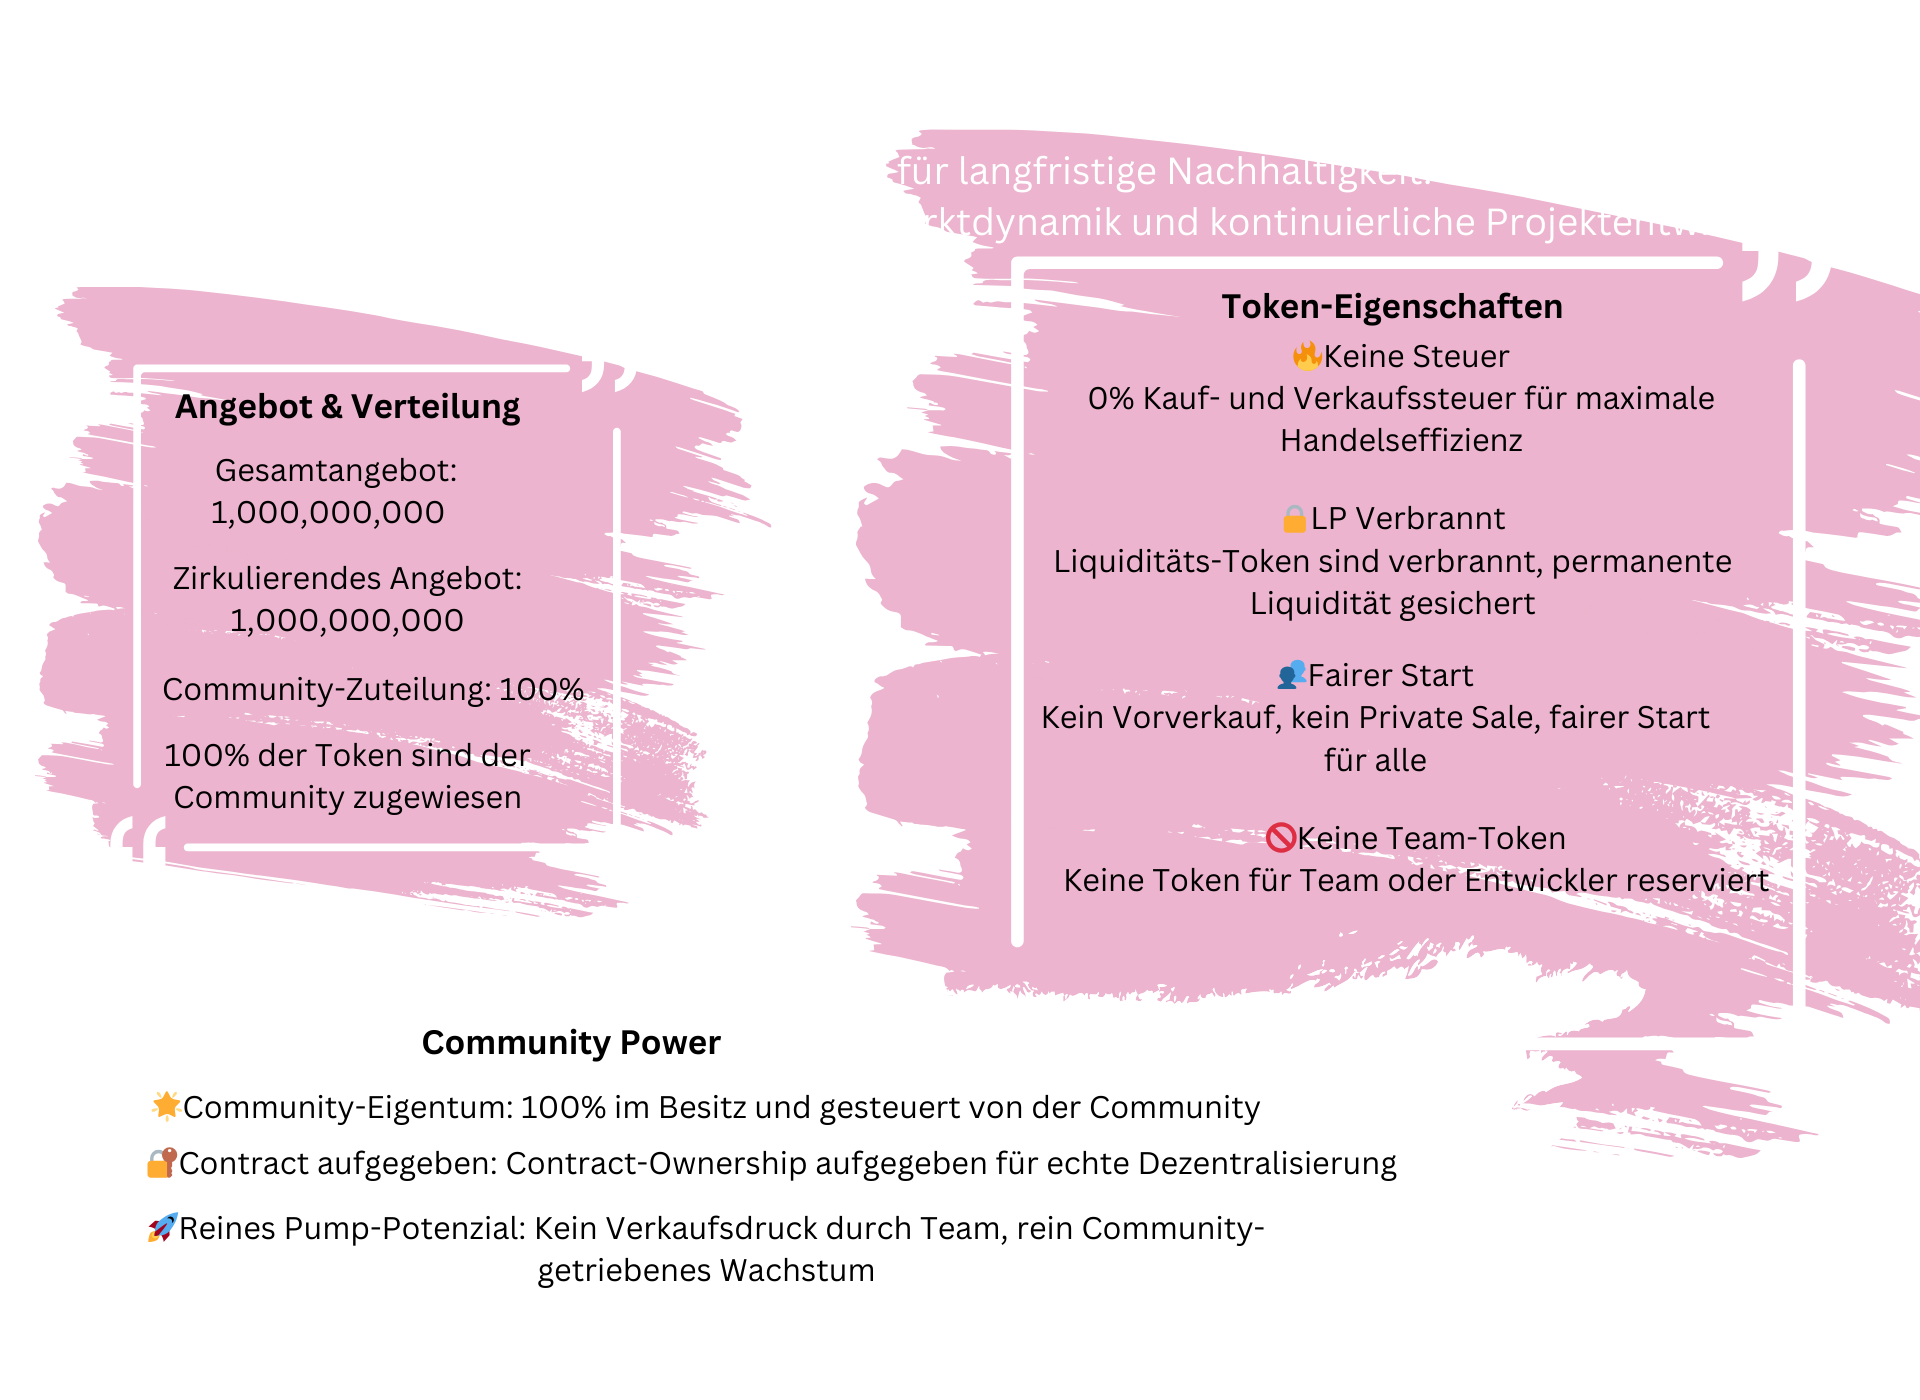 für langfristige Nachhaltigkeit.
und kontinuierliche
Angebot & Verteilung
Gesamtangebot:
1,000,000,000
Zirkulierendes Angebot:
1,000,000,000
Community-Zuteilung: 100%
100% der Token sind der
Community zugewiesen
Token-Eigenschaften
🔥Keine Steuer
0% Kauf- und Verkaufssteuer für maximale
Handelseffizienz
🔒LP Verbrannt
Liquiditäts-Token sind verbrannt, permanente
Liquidität gesichert
👥Fairer Start
Kein Vorverkauf, kein Private Sale, fairer Start
für alle
🚫Keine Team-Token
Keine Token für Team oder Entwickler reserviert
Community Power
🌟Community-Eigentum: 100% im Besitz und gesteuert von der Community
🔐Contract aufgegeben: Contract-Ownership aufgegeben für echte Dezentralisierung
🚀Reines Pump-Potenzial: Kein Verkaufsdruck durch Team, rein Community-
getriebenes Wachstum